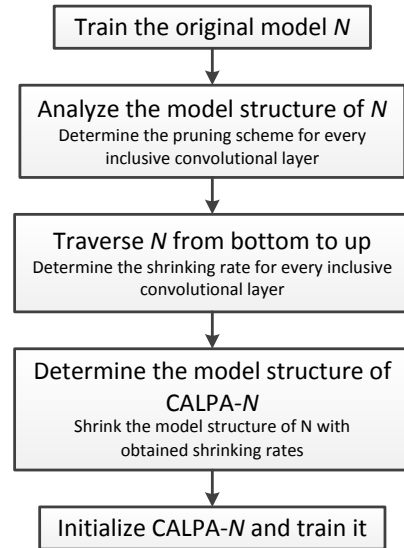 Train the original model N
Analyze the model structure of N
Determine the pruning scheme for every
inclusive convolutional layer
Traverse N from bottom to up
Determine the shrinking rate for every inclusive
convolutional layer
Determine the model structure of
CALPA-N
Shrink the model structure of N with
obtained shrinking rates
Initialize CALPA-N and train it